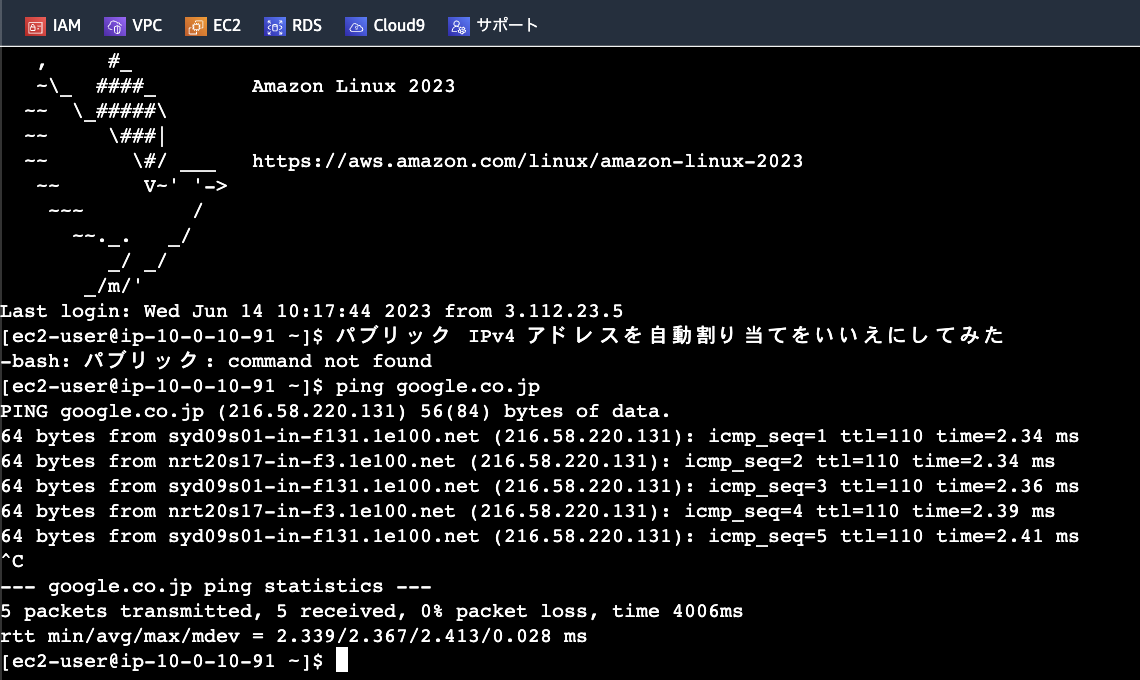 IAM VPC EC2 RDS Cloud9 サポート
   ,     #_
   ~\_  ####_        Amazon Linux 2023
  ~~  \_#####\
  ~~     \###|
  ~~       \#/ ___   https://aws.amazon.com/linux/amazon-linux-2023
   ~~       V~' '->
    ~~~         /
      ~~._.   _/
         _/ _/
       _/m/'
Last login: Wed Jun 14 10:17:44 2023 from 3.112.23.5
[ec2-user@ip-10-0-10-91 ~]$ パブリック IPv4 アドレスを自動割り当てをいいえにしてみた
-bash: パブリック: command not found
[ec2-user@ip-10-0-10-91 ~]$ ping google.co.jp
PING google.co.jp (216.58.220.131) 56(84) bytes of data.
64 bytes from syd09s01-in-f131.1e100.net (216.58.220.131): icmp_seq=1 ttl=110 time=2.34 ms
64 bytes from nrt20s17-in-f3.1e100.net (216.58.220.131): icmp_seq=2 ttl=110 time=2.34 ms
64 bytes from syd09s01-in-f131.1e100.net (216.58.220.131): icmp_seq=3 ttl=110 time=2.36 ms
64 bytes from nrt20s17-in-f3.1e100.net (216.58.220.131): icmp_seq=4 ttl=110 time=2.39 ms
64 bytes from syd09s01-in-f131.1e100.net (216.58.220.131): icmp_seq=5 ttl=110 time=2.41 ms
^C
--- google.co.jp ping statistics ---
5 packets transmitted, 5 received, 0% packet loss, time 4006ms
rtt min/avg/max/mdev = 2.339/2.367/2.413/0.028 ms
[ec2-user@ip-10-0-10-91 ~]$